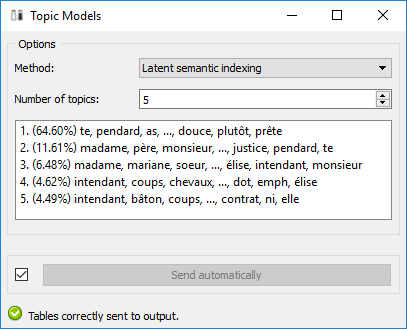 Topic Models
Options
Method: Latent semantic indexing
Number of topics: 5
1. (64.60%) te, pendard, as, ..., douce, plutôt, prête
2. (11.61%) madame, père, monsieur, ..., justice, pendard, te
3. (6.48%) madame, mariane, soeur, ..., élise, intendant, monsieur
4. (4.62%) intendant, coups, chevaux, ..., dot, emph, élise
5. (4.49%) intendant, bâton, coups, ..., contrat, ni, elle
Send automatically
Tables correctly sent to output.